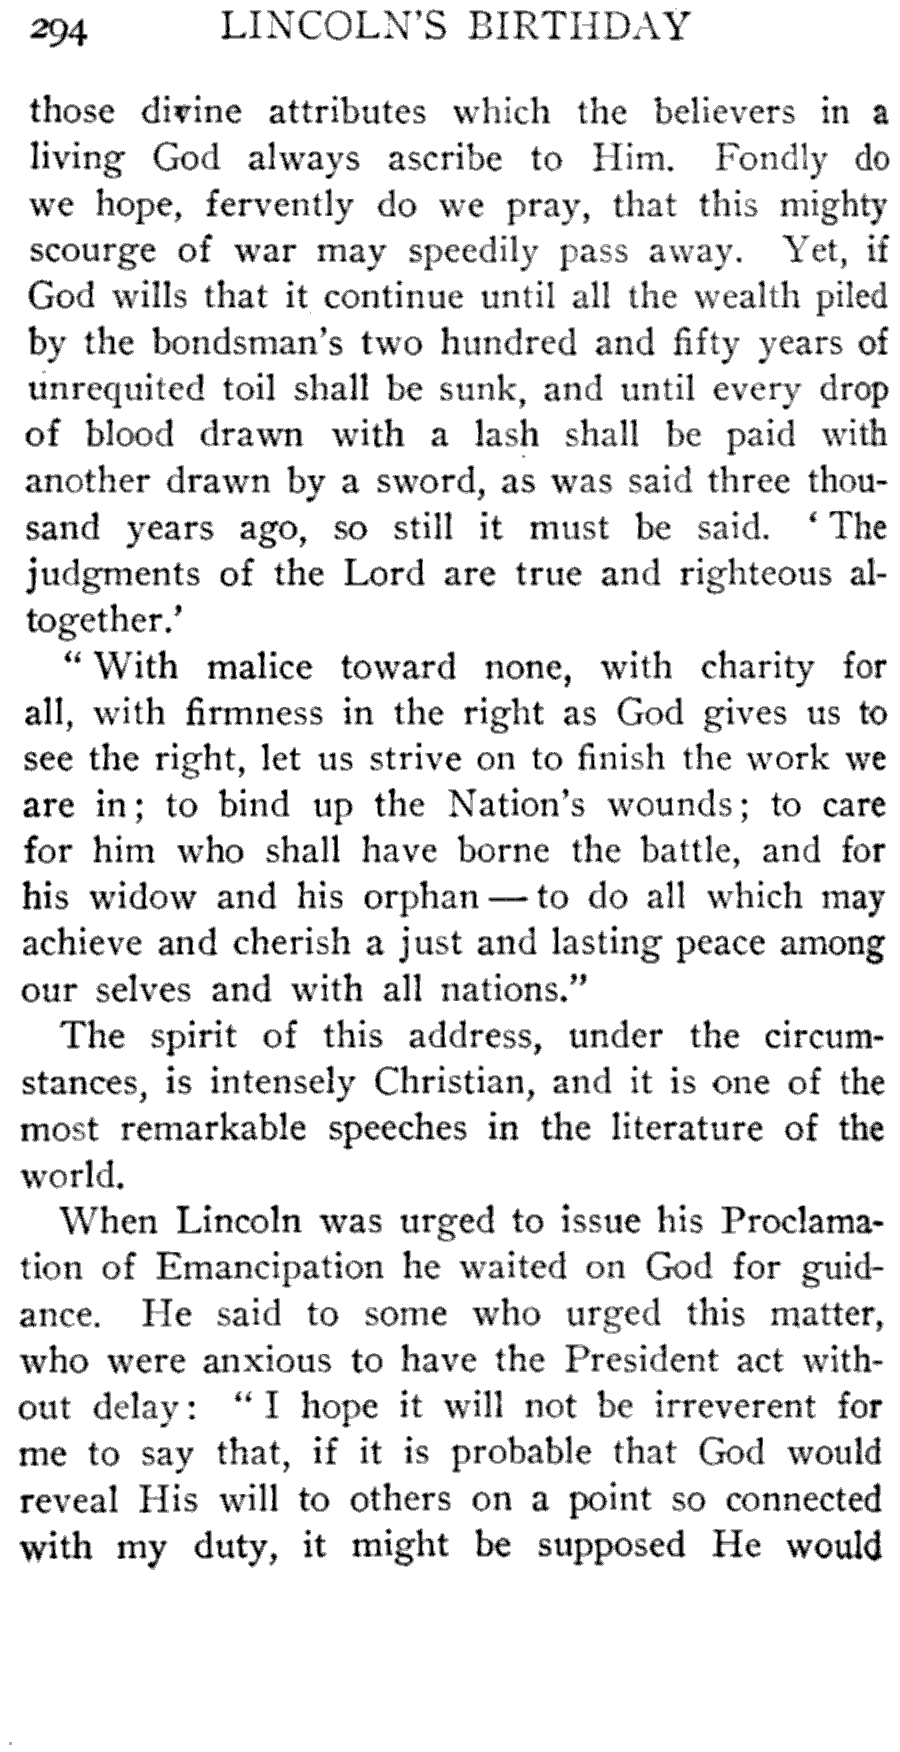 294 LINCOLN'S BIRTHDAY
those divine attributes which the believers in a
living God always ascribe to Him. Fondly do
we hope, fervently do we pray, that this mighty
scourge of war may speedily pass away. Yet, if
God wills that it continue until all the wealth piled
by the bondsman's two hundred and fifty years of
unrequited toil shall be sunk, and until every drop
of blood drawn with a lash shall be paid with
another drawn by a sword, as was said three thou-
sand years ago, so still it must be said. ‘ The
judgments of the Lord are true and righteous al-
together.’
“ With malice toward none, with charity for
all, with firmness in the right as God gives us to
see the right, let us strive on to finish the work we
are in; to bind up the Nation's wounds; to care
for him who shall have borne the battle, and for
his widow and his orphan — to do all which may
achieve and cherish a just and lasting peace among
our selves and with all nations.”
The spirit of this address, under the circum-
stances, is intensely Christian, and it is one of the
most remarkable speeches in the literature of the
world.
When Lincoln was urged to issue his Proclama-
tion of Emancipation he waited on God for guid-
ance. He said to some who urged this matter,
who were anxious to have the President act with-
out delay: “ I hope it will not be irreverent for
me to say that, if it is probable that God would
reveal His will to others on a point so connected
with my duty, it might be supposed He would